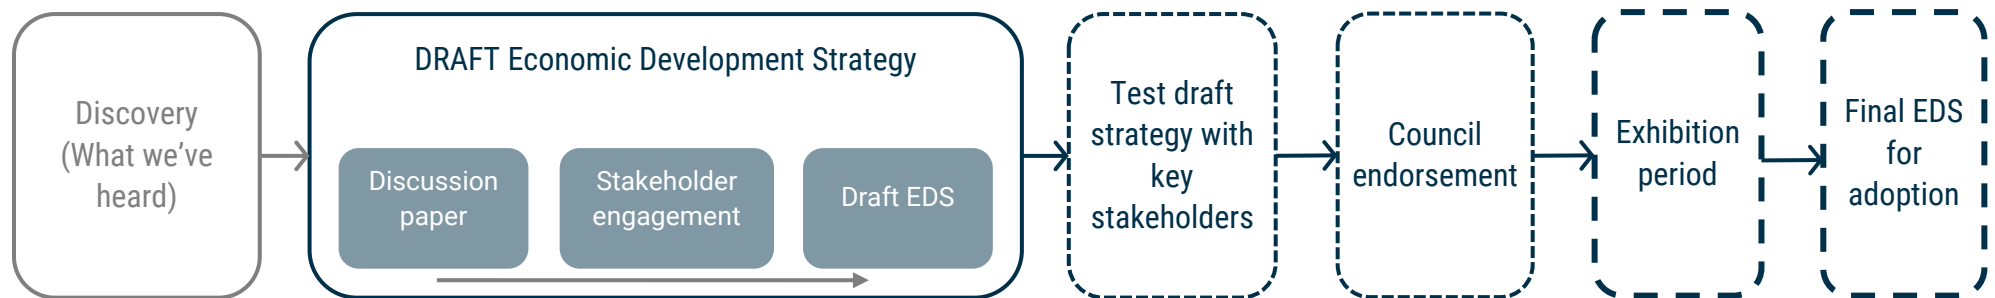 Discovery
(What we’ve
heard)
DRAFT Economic Development Strategy
Discussion
paper
Stakeholder
engagement
Draft EDS
Test draft
strategy with
key
stakeholders
Council
endorsement
Exhibition
period
Final EDS
for
adoption